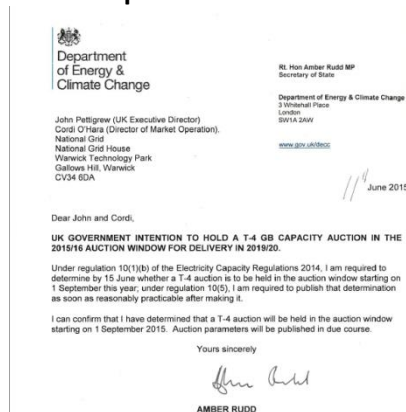 Department
of Energy &
Climate Change
Rt. Hon Amber Rudd MP
Secretary of State
Department of Energy & Climate Change
3 Whitehall Place
London
SW1A 2AW
www.gov.uk/decc
John Pettigrew (UK Executive Director)
Cordi O'Hara (Director of Market Operation).
National Grid
National Grid House
Warwick Technology Park
Gallows Hill, Warwick
CV34 6DA
June 2015
Dear John and Cordi,
UK GOVERNMENT INTENTION TO HOLD A T-4 GB CAPACITY AUCTION IN THE
2015/16 AUCTION WINDOW FOR DELIVERY IN 2019/20.
Under regulation 10(1)(b) of the Electricity Capacity Regulations 2014, I am required to
determine by 15 June whether a T-4 auction is to be held in the auction window starting on
1 September this year; under regulation 10(5), I am required to publish that determination
as soon as reasonably practicable after making it.
I can confirm that I have determined that a T-4 auction will be held in the auction window
starting on 1 September 2015. Auction parameters will be published in due course.
Yours sincerely
AMBER RUDD